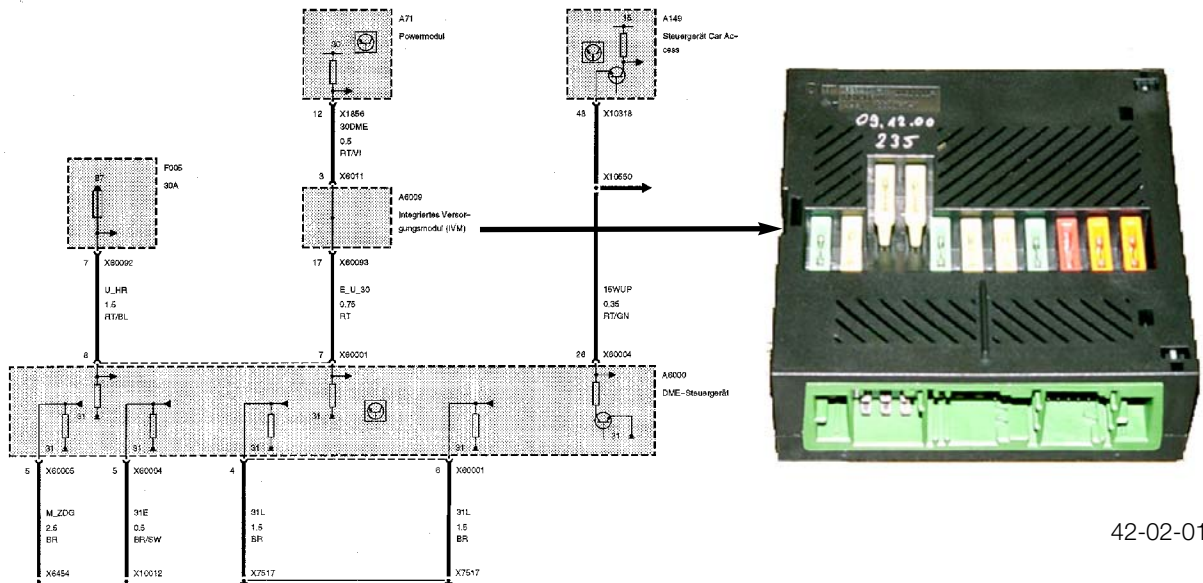 A71
Powermodul
30
12 X1856
30DME
0.5
RT/VI
3 X6011
A6009
Integriertes Versor-
gungsmodul (IVM)
17 X60093
E_U_30
0.75
RT
7 X60001
A149
Steuergerät Car Ac-
cess
15
43 X10318
X10550
15WUP
0.35
RT/GN
26 X60004
F005
30A
87
7 X60092
U_HR
1.5
RT/BL
8
A6000
DME-Steuergerät
31
31
31
31
31
31
31
5 X60005
5 X60004
4
6 X60001
M_ZDG
2.5
BR
X6454
31E
0.5
BR/SW
X10012
31L
1.5
BR
X7517
31L
1.5
BR
X7517
09.12.00
235
42-02-01